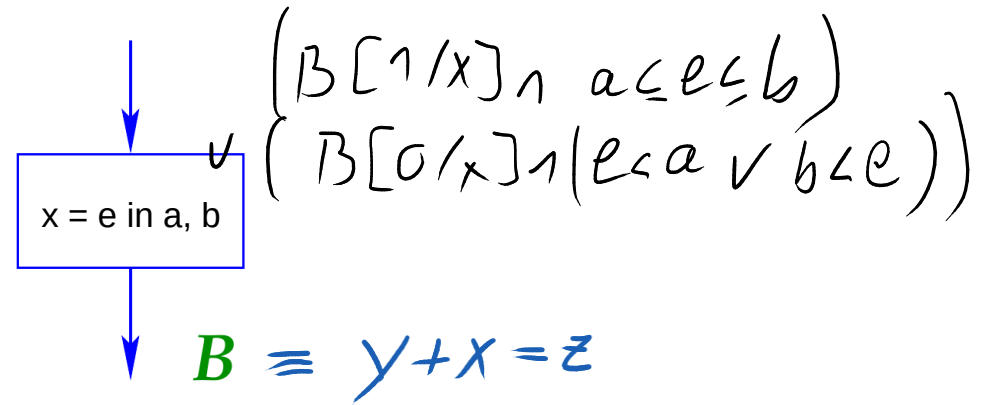 (B[1/x] ∧ a ≤ e ≤ b)
∨ (B[0/x] ∧ (e < a ∨ b < e))
x = e in a, b
B ≡ y+x=z